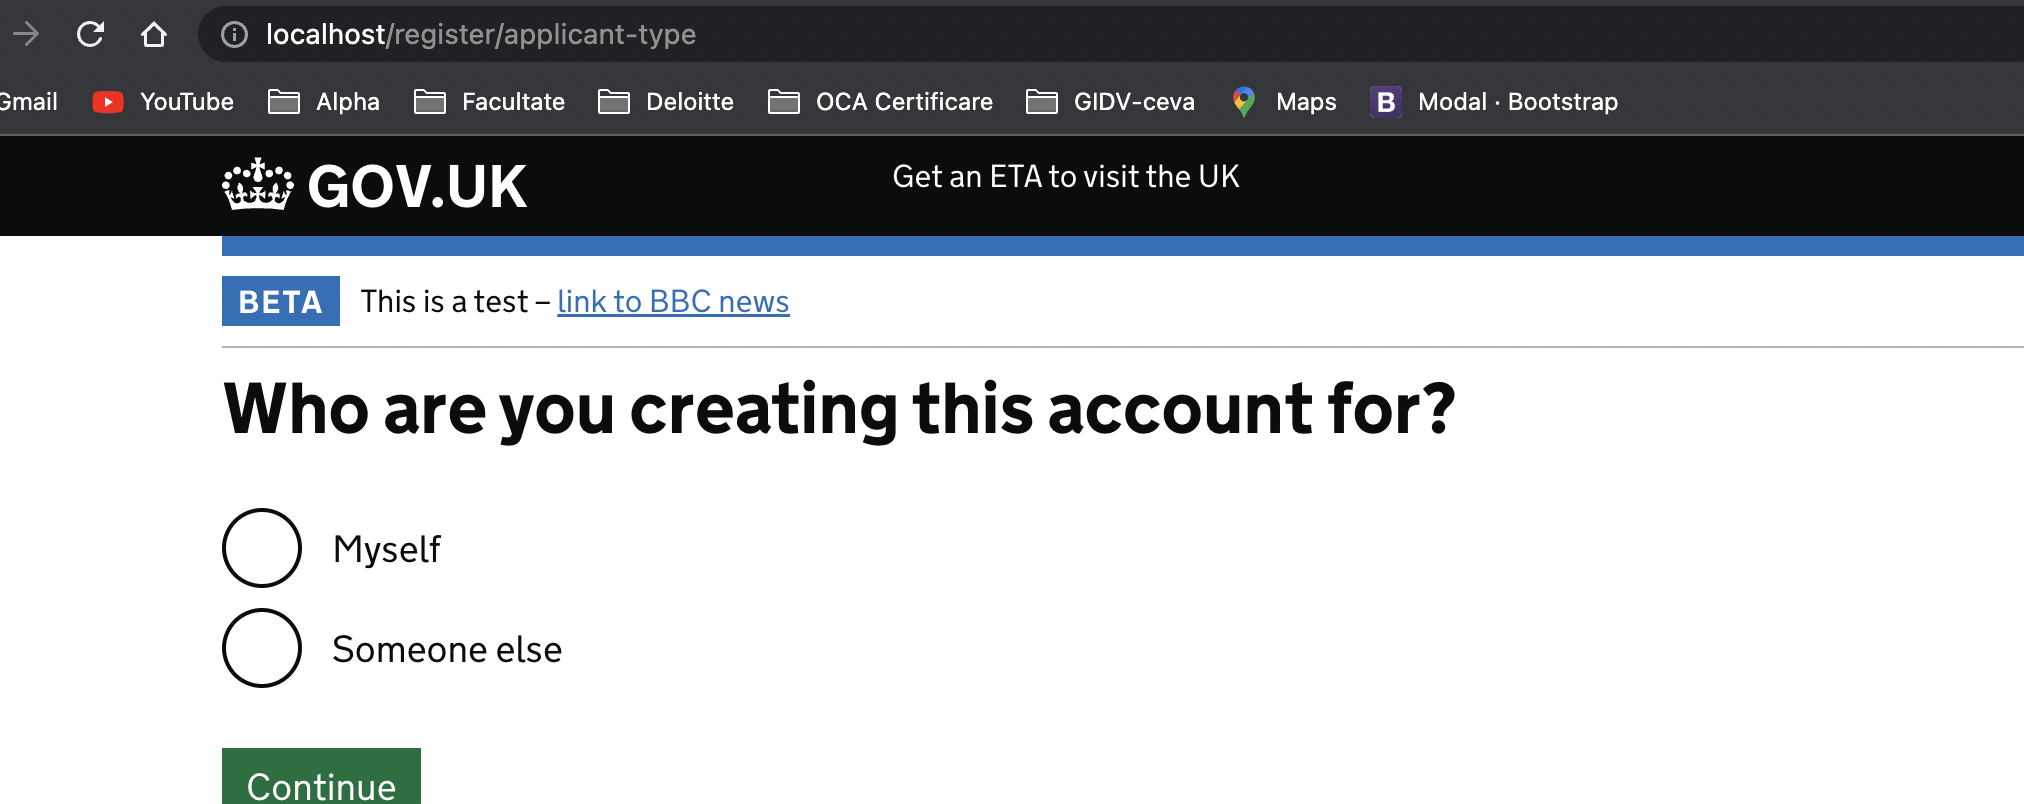 localhost/register/applicant-type
Gmail YouTube Alpha Facultate Deloitte OCA Certificare GIDV-ceva Maps B Modal · Bootstrap
GOV.UK Get an ETA to visit the UK
BETA This is a test – link to BBC news
Who are you creating this account for?
Myself
Someone else
Continue